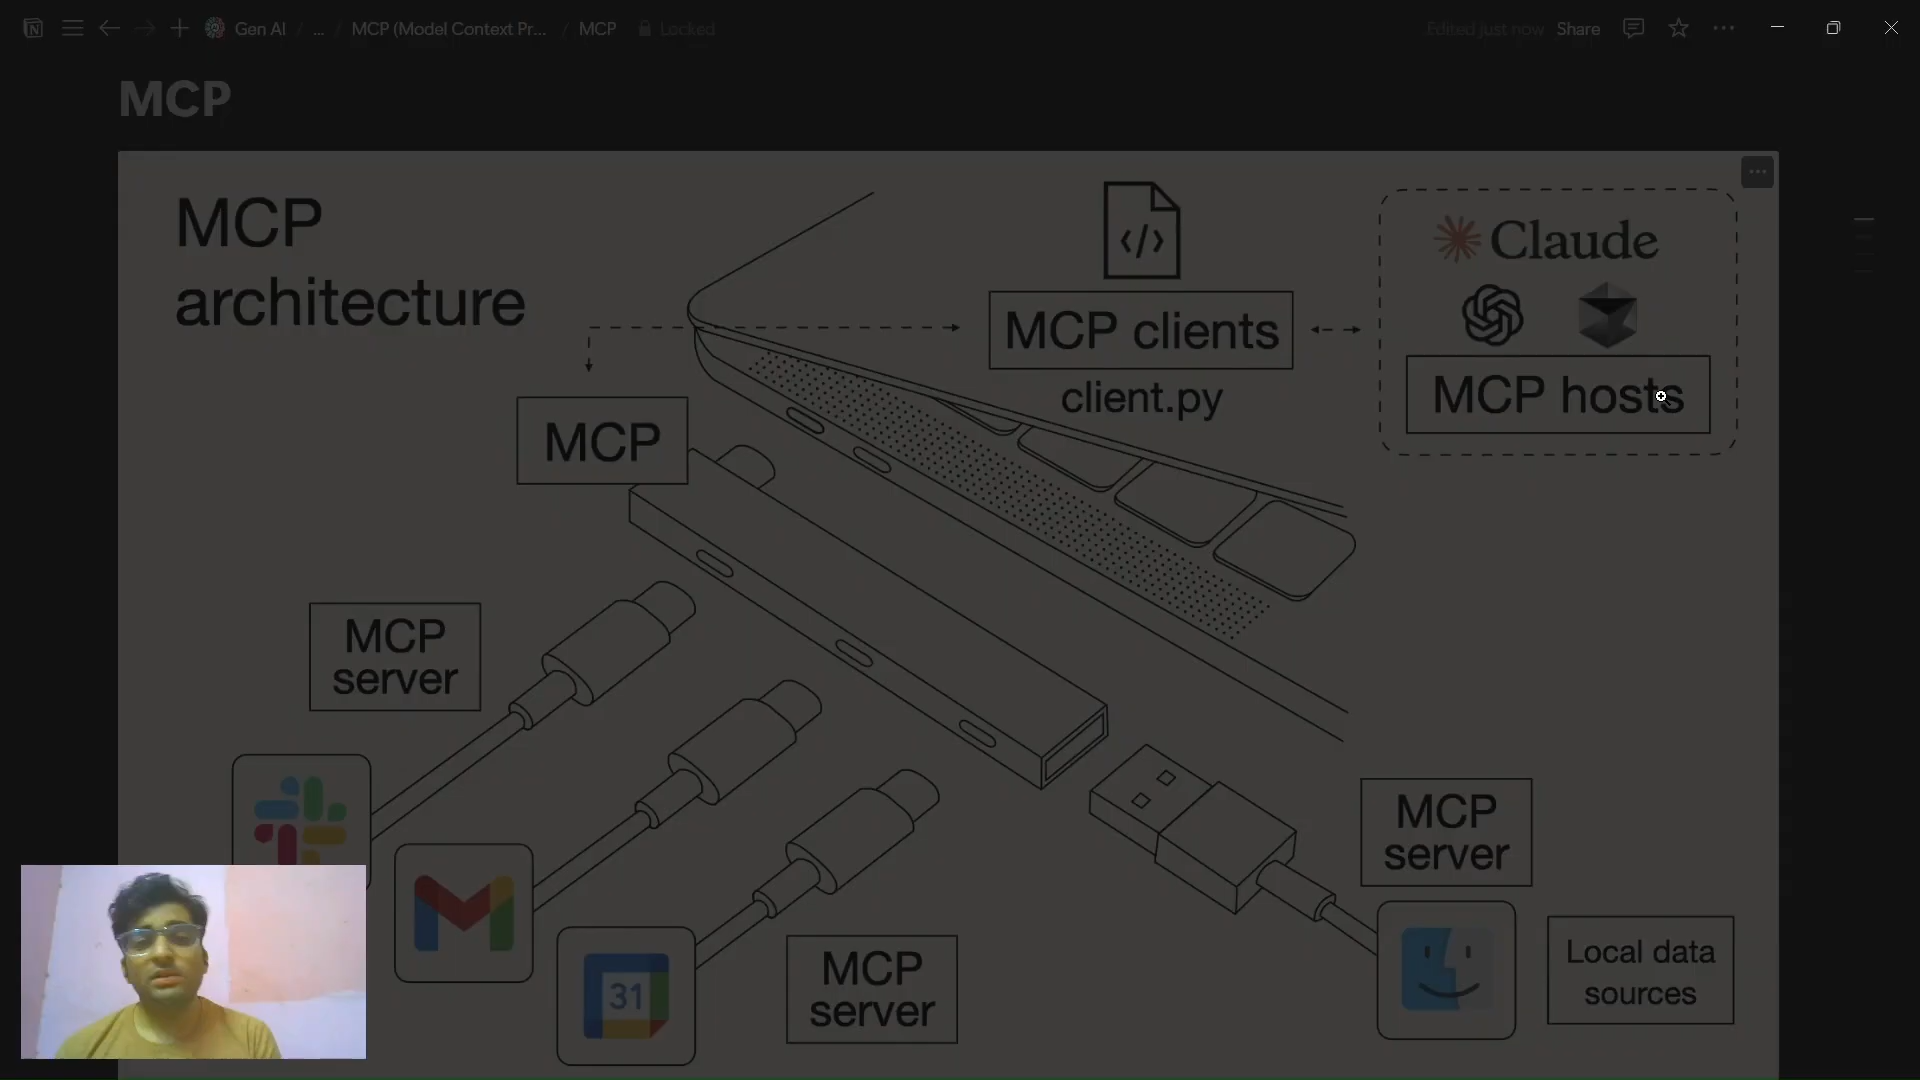 Gen AI / ... / MCP (Model Context Pr... / MCP Locked
Edited just now Share
MCP
MCP
architecture
Claude
MCP clients
MCP hosts
client.py
MCP
MCP
server
MCP
server
31
MCP
server
Local data
sources